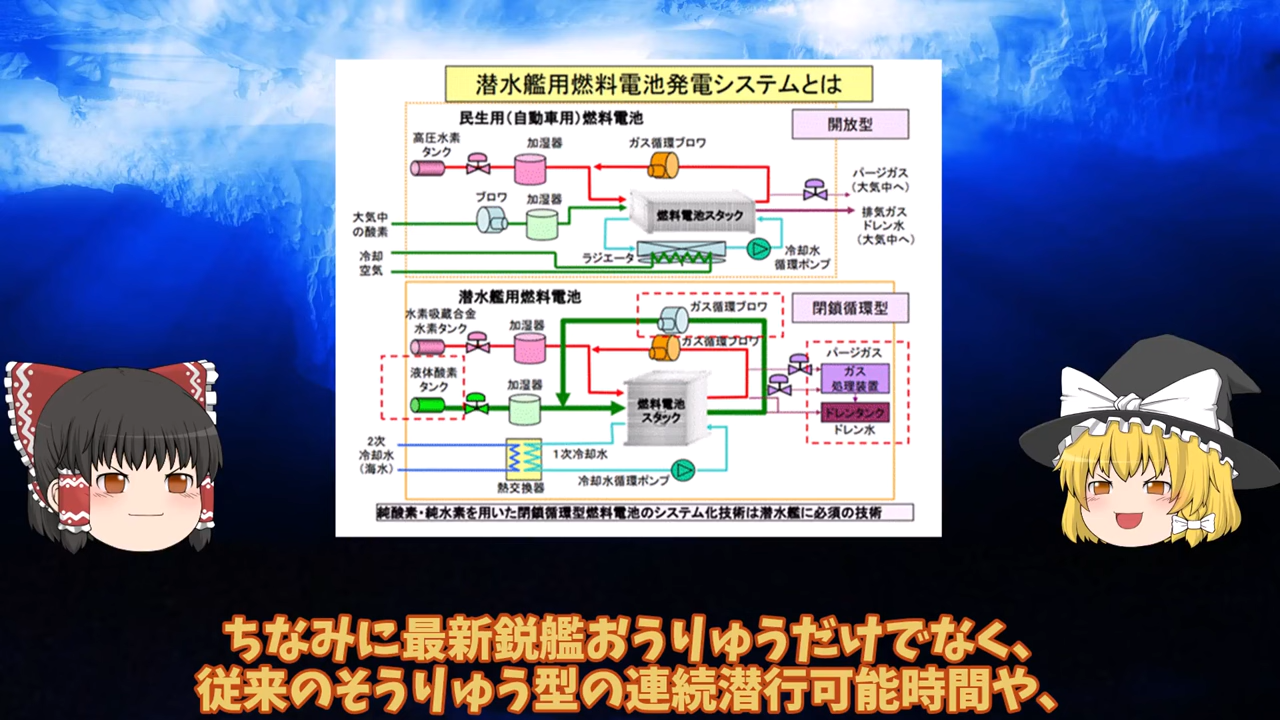 潜水艦用燃料電池発電システムとは
民生用(自動車用)燃料電池
開放型
高圧水素
タンク
加湿器
ガス循環ブロワ
パージガス
(大気中へ)
ブロワ
加湿器
大気中
の酸素
燃料電池スタック
排気ガス
ドレン水
(大気中へ)
冷却
空気
ラジエータ
冷却水
循環ポンプ
潜水艦用燃料電池
閉鎖循環型
水素吸蔵合金
水素タンク
加湿器
ガス循環ブロワ
ガス循環ブロワ
パージガス
ガス
処理装置
液体酸素
タンク
加湿器
燃料電池
スタック
ドレンタンク
ドレン水
2次
冷却水
(海水)
1次冷却水
熱交換器
冷却水循環ポンプ
純酸素・純水素を用いた閉鎖循環型燃料電池のシステム化技術は潜水艦に必須の技術
ちなみに最新鋭艦おうりゅうだけでなく、
従来のそうりゅう型の連続潜行可能時間や、